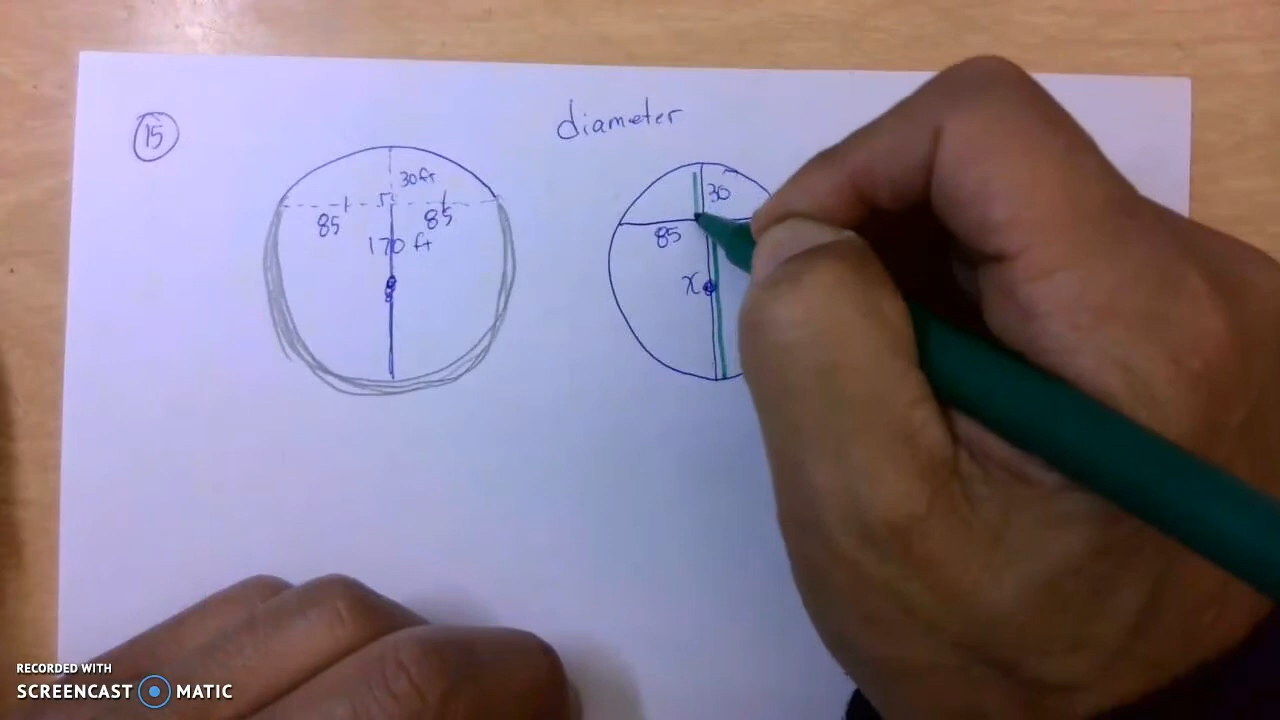 15
diameter
30ft
85
85
170 ft
30
85
x
RECORDED WITH
SCREENCAST MATIC